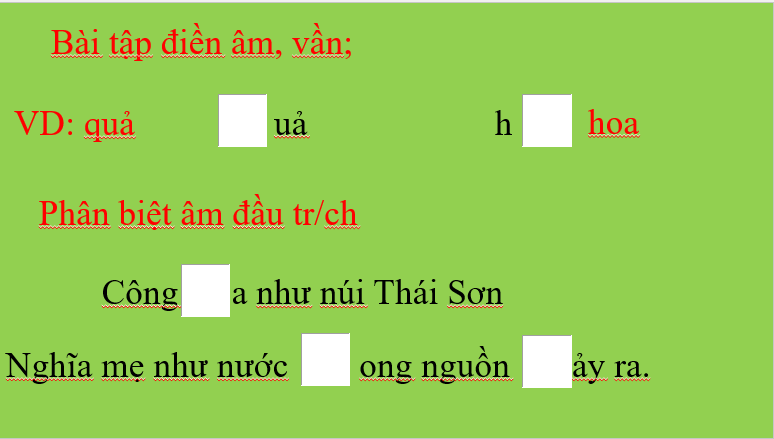 Bài tập điền âm, vần;
VD: quả uả h hoa
Phân biệt âm đầu tr/ch
Công a như núi Thái Sơn
Nghĩa mẹ như nước ong nguồn ảy ra.